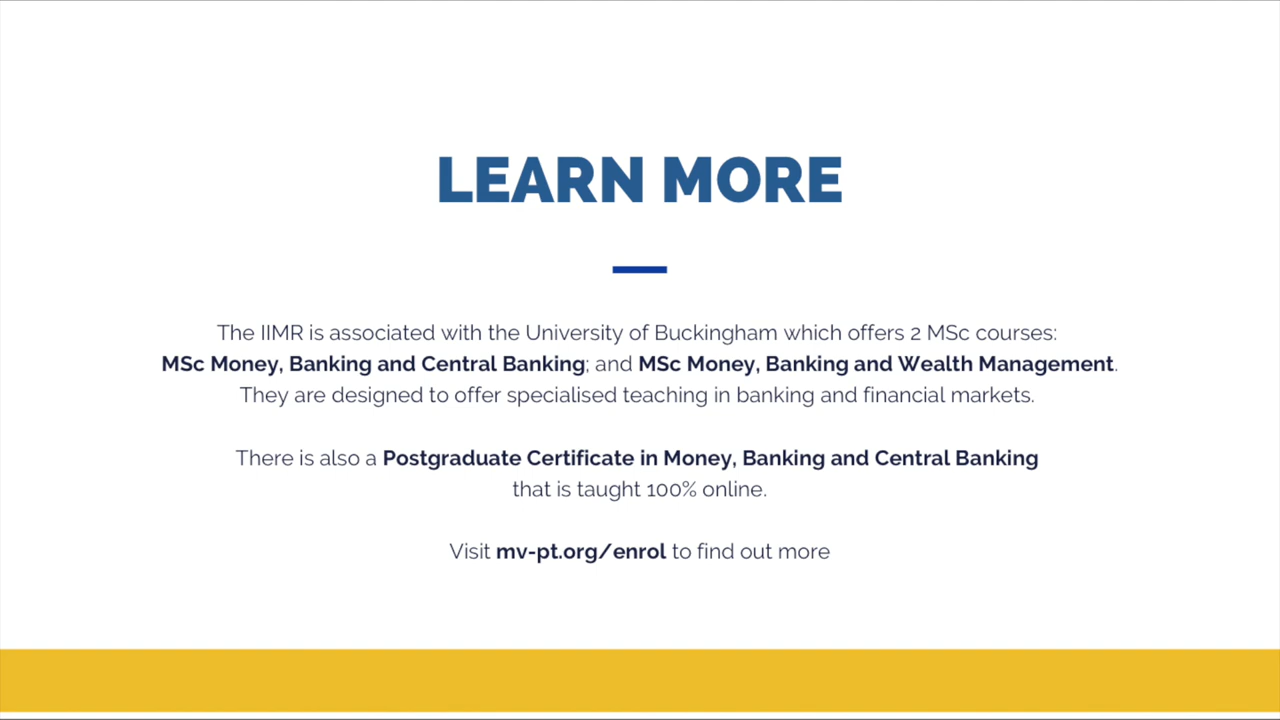 LEARN MORE
The IIMR is associated with the University of Buckingham which offers 2 MSc courses:
MSc Money, Banking and Central Banking; and MSc Money, Banking and Wealth Management.
They are designed to offer specialised teaching in banking and financial markets.
There is also a Postgraduate Certificate in Money, Banking and Central Banking
that is taught 100% online.
Visit mv-pt.org/enrol to find out more